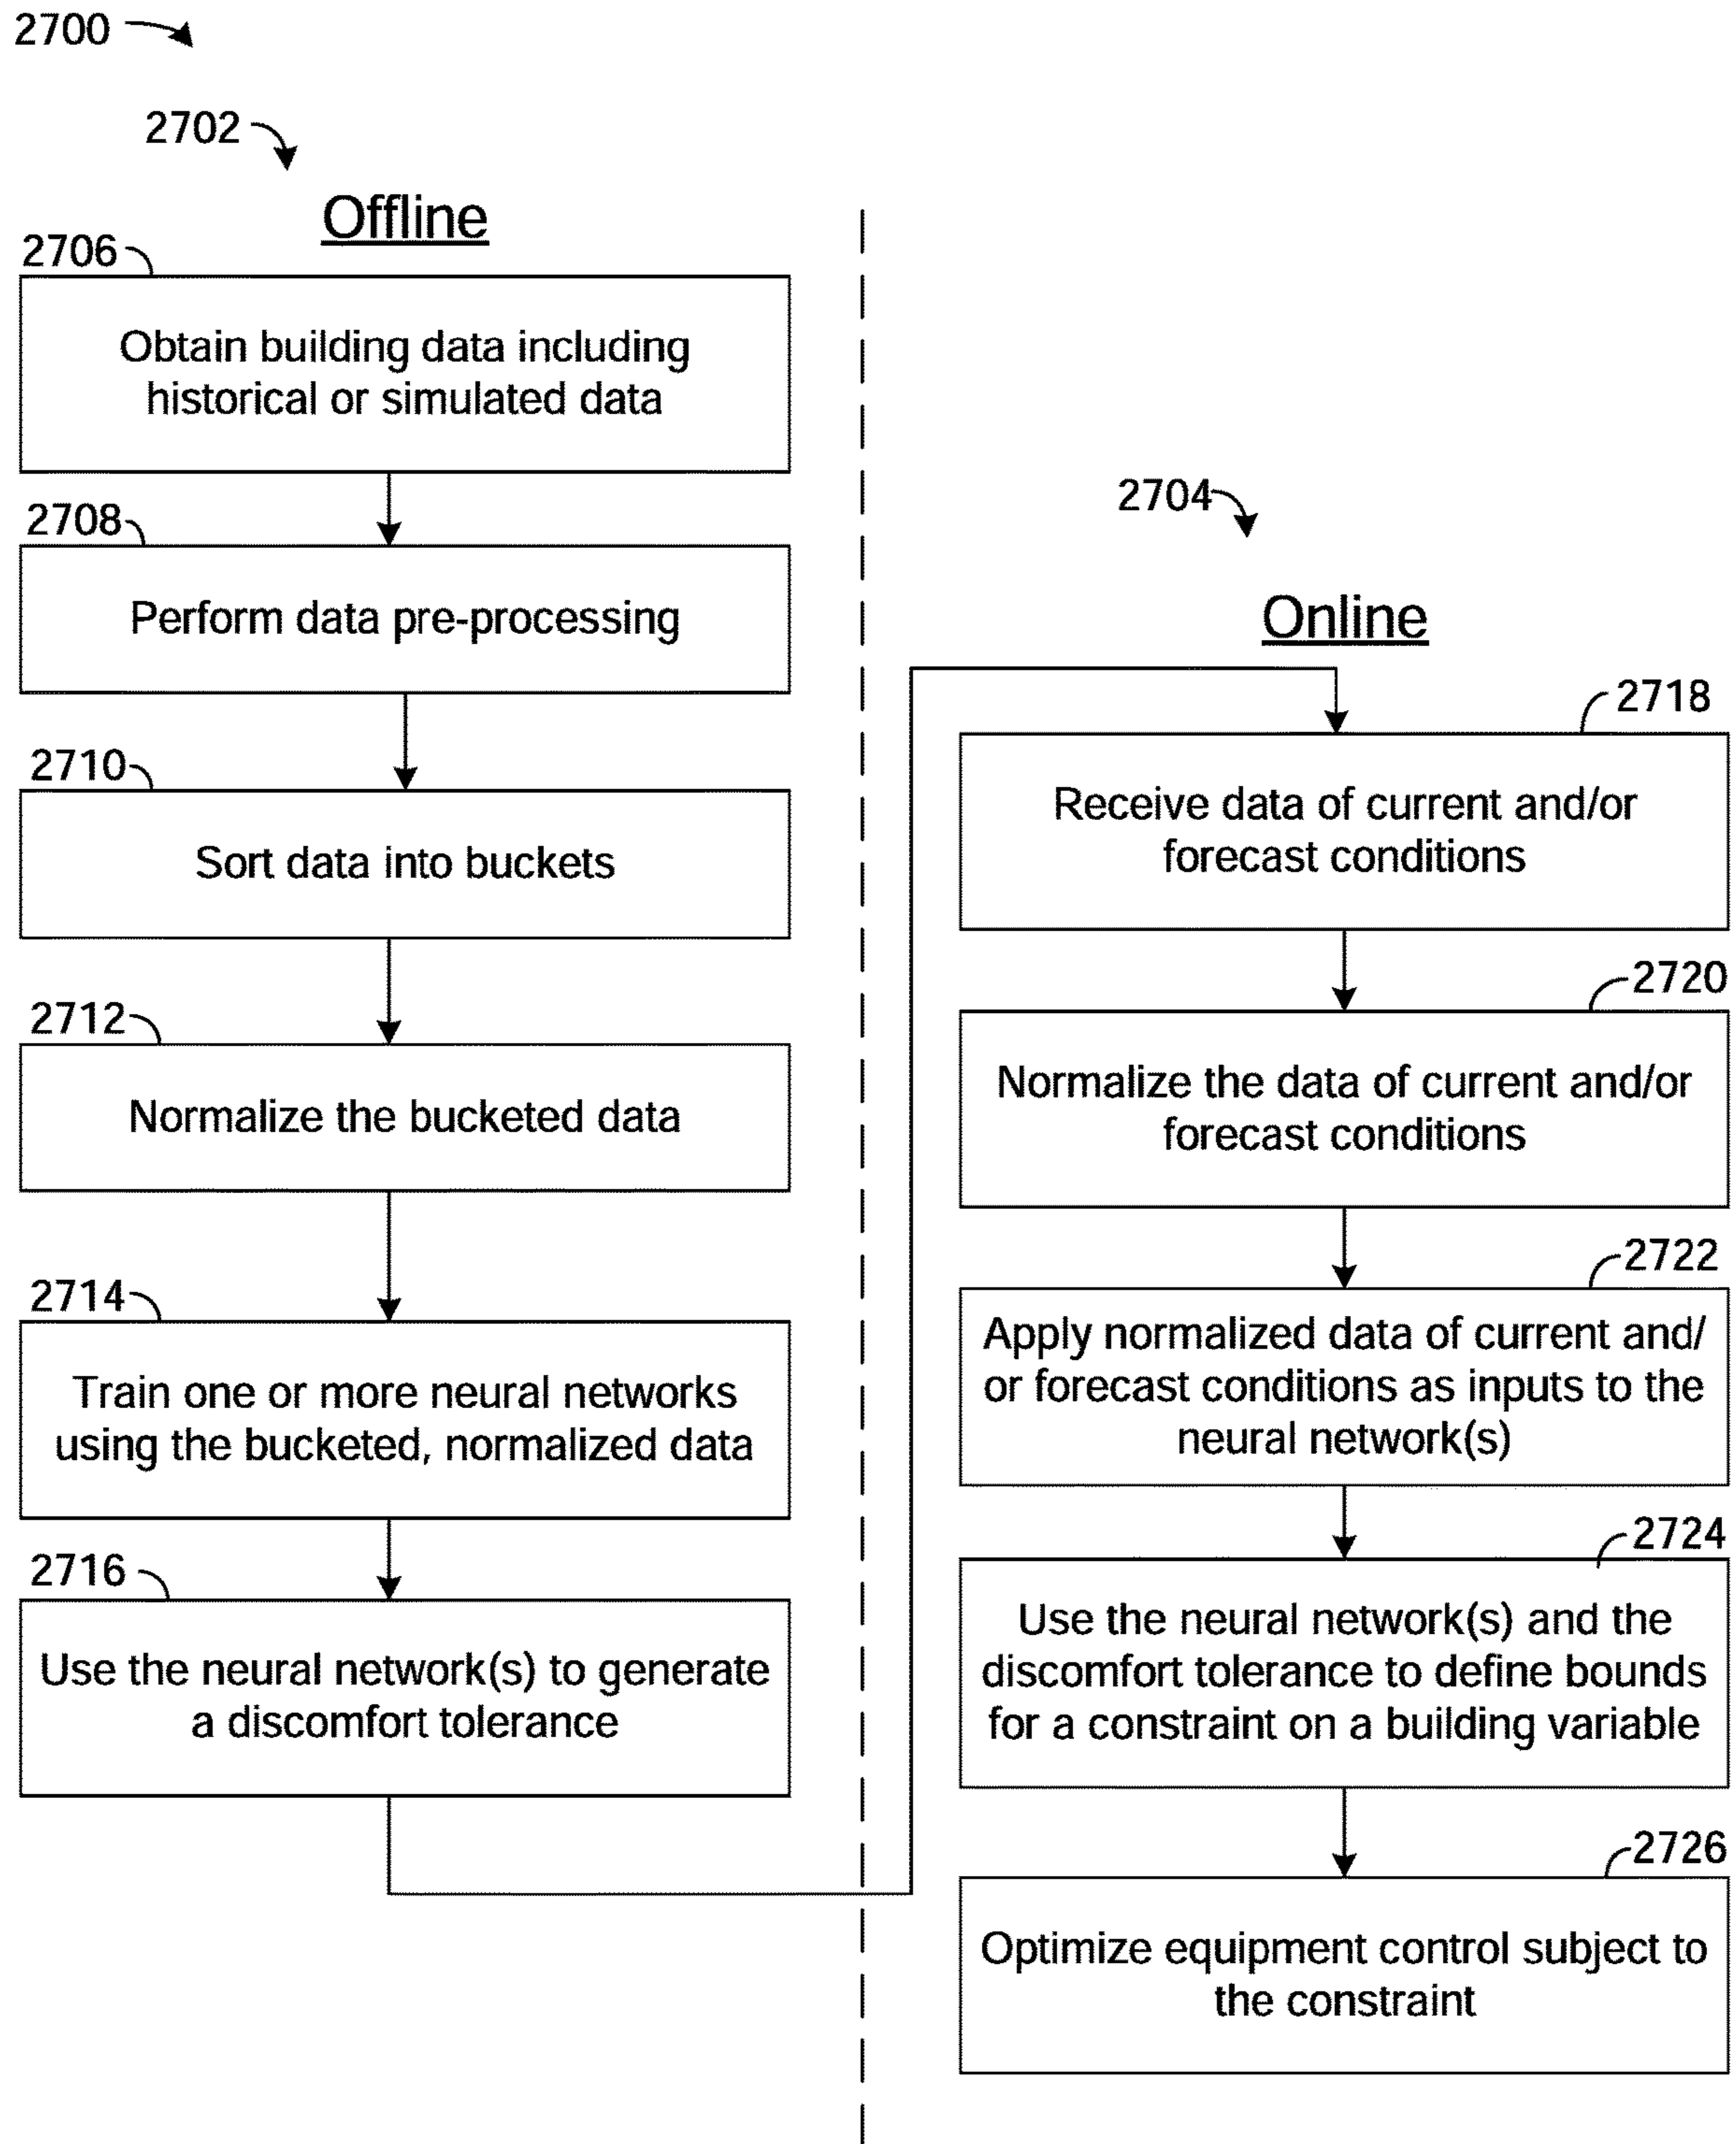 2700
2702
Offline
2706
Obtain building data including
historical or simulated data
2708
Perform data pre-processing
2710
Sort data into buckets
2712
Normalize the bucketed data
2714
Train one or more neural networks
using the bucketed, normalized data
2716
Use the neural network(s) to generate
a discomfort tolerance
2704
Online
2718
Receive data of current and/or
forecast conditions
2720
Normalize the data of current and/or
forecast conditions
2722
Apply normalized data of current and/
or forecast conditions as inputs to the
neural network(s)
2724
Use the neural network(s) and the
discomfort tolerance to define bounds
for a constraint on a building variable
2726
Optimize equipment control subject to
the constraint